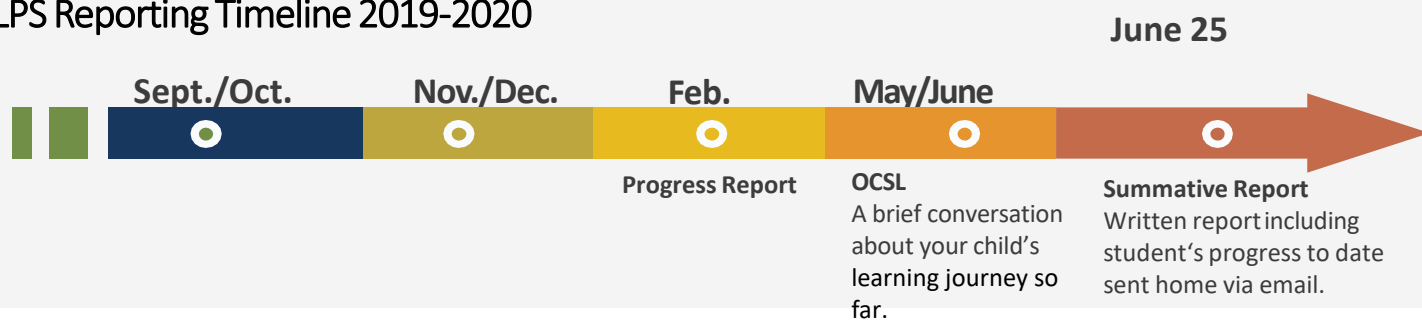 LPS Reporting Timeline 2019-2020
June 25
Sept./Oct.
Nov./Dec.
Feb.
May/June
Progress Report
OCSL
A brief conversation
about your child's
learning journey so
far.
Summative Report
Written report including
student‘s progress to date
sent home via email.